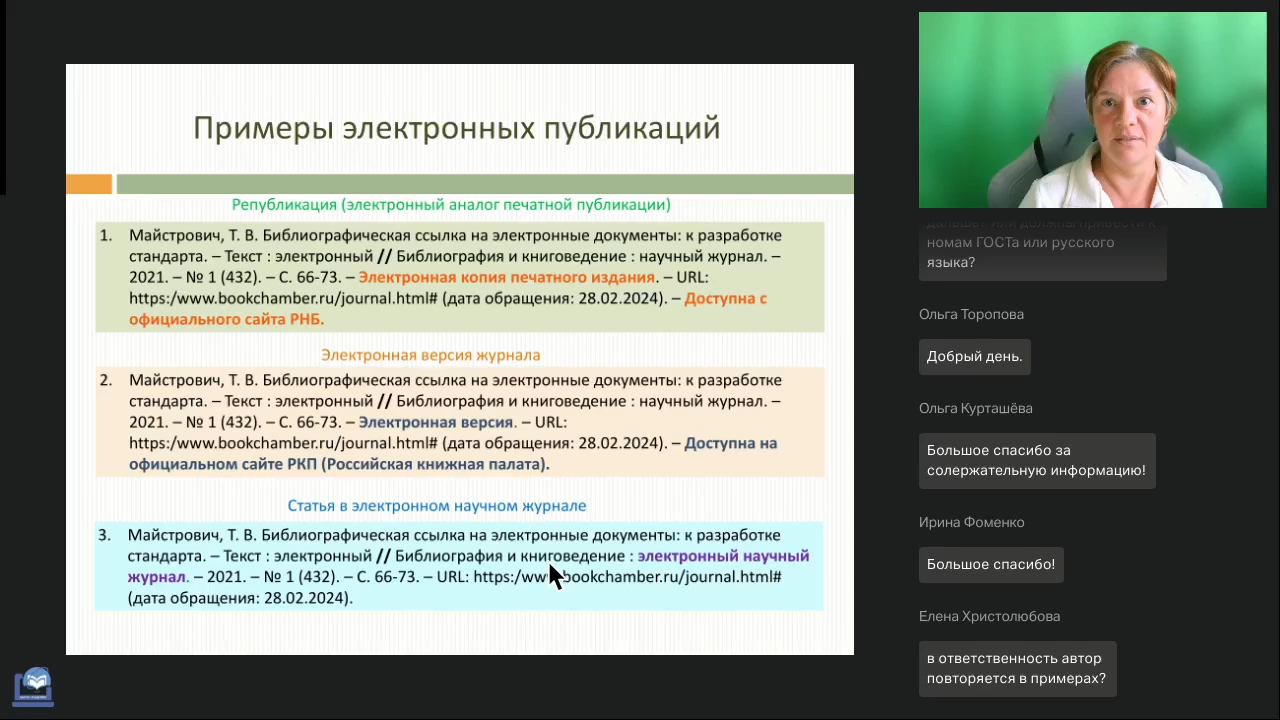 Примеры электронных публикаций
Републикация (электронный аналог печатной публикации)
1. Майстрович, Т. В. Библиографическая ссылка на электронные документы: к разработке
стандарта. – Текст : электронный // Библиография и книговедение : научный журнал. –
2021. – № 1 (432). – С. 66-73. – Электронная копия печатного издания. – URL:
https:/www.bookchamber.ru/journal.html# (дата обращения: 28.02.2024). – Доступна с
официального сайта РНБ.
Электронная версия журнала
2. Майстрович, Т. В. Библиографическая ссылка на электронные документы: к разработке
стандарта. – Текст : электронный // Библиография и книговедение : научный журнал. –
2021. – № 1 (432). – С. 66-73. – Электронная версия. – URL:
https:/www.bookchamber.ru/journal.html# (дата обращения: 28.02.2024). – Доступна на
официальном сайте РКП (Российская книжная палата).
Статья в электронном научном журнале
3. Майстрович, Т. В. Библиографическая ссылка на электронные документы: к разработке
стандарта. – Текст : электронный // Библиография и книговедение : электронный научный
журнал. – 2021. – № 1 (432). – С. 66-73. – URL: https:/www.bookchamber.ru/journal.html#
(дата обращения: 28.02.2024).
номам ГОСТа или русского
языка?
Ольга Торопова
Добрый день.
Ольга Курташёва
Большое спасибо за
солержательную информацию!
Ирина Фоменко
Большое спасибо!
Елена Христолюбова
в ответственность автор
повторяется в примерах?